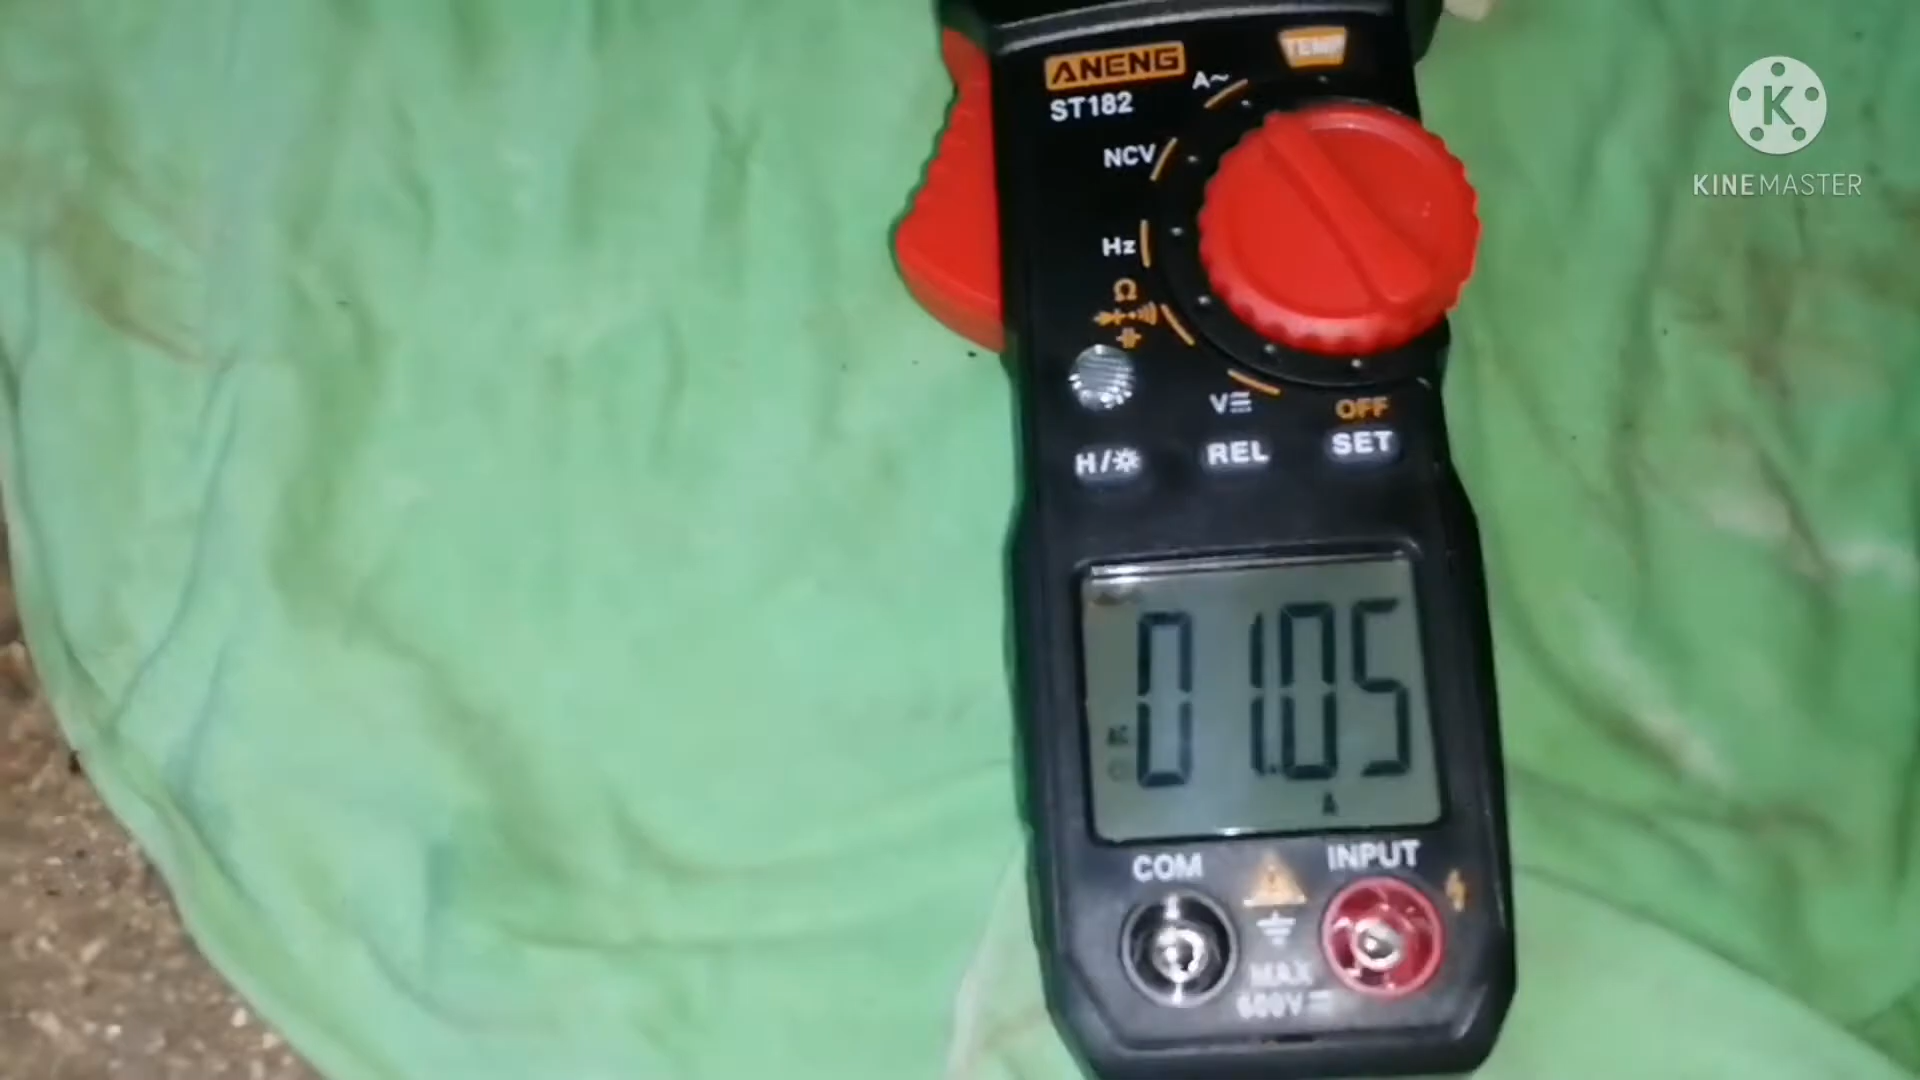 ANENG
TEMP
A~
ST182
NCV
Hz
Ω
V
OFF
H/☼ REL SET
01.05
AC
A
COM INPUT
MAX
600V
K
KINEMASTER